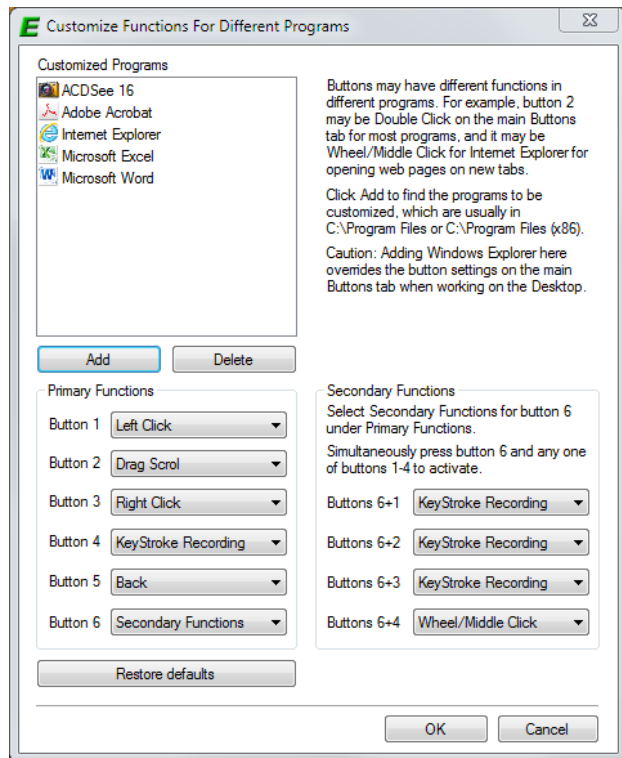 Customize Functions For Different Programs
Customized Programs
ACDSee 16
Adobe Acrobat
Internet Explorer
Microsoft Excel
Microsoft Word
Buttons may have different functions in
different programs. For example, button 2
may be Double Click on the main Buttons
tab for most programs, and it may be
Wheel/Middle Click for Internet Explorer for
opening web pages on new tabs.
Click Add to find the programs to be
customized, which are usually in
C:\Program Files or C:\Program Files (x86).
Caution: Adding Windows Explorer here
overrides the button settings on the main
Buttons tab when working on the Desktop.
Add
Delete
Primary Functions
Button 1 Left Click
Button 2 Drag Scrol
Button 3 Right Click
Button 4 KeyStroke Recording
Button 5 Back
Button 6 Secondary Functions
Secondary Functions
Select Secondary Functions for button 6
under Primary Functions.
Simultaneously press button 6 and any one
of buttons 1-4 to activate.
Buttons 6+1 KeyStroke Recording
Buttons 6+2 KeyStroke Recording
Buttons 6+3 KeyStroke Recording
Buttons 6+4 Wheel/Middle Click
Restore defaults
OK
Cancel